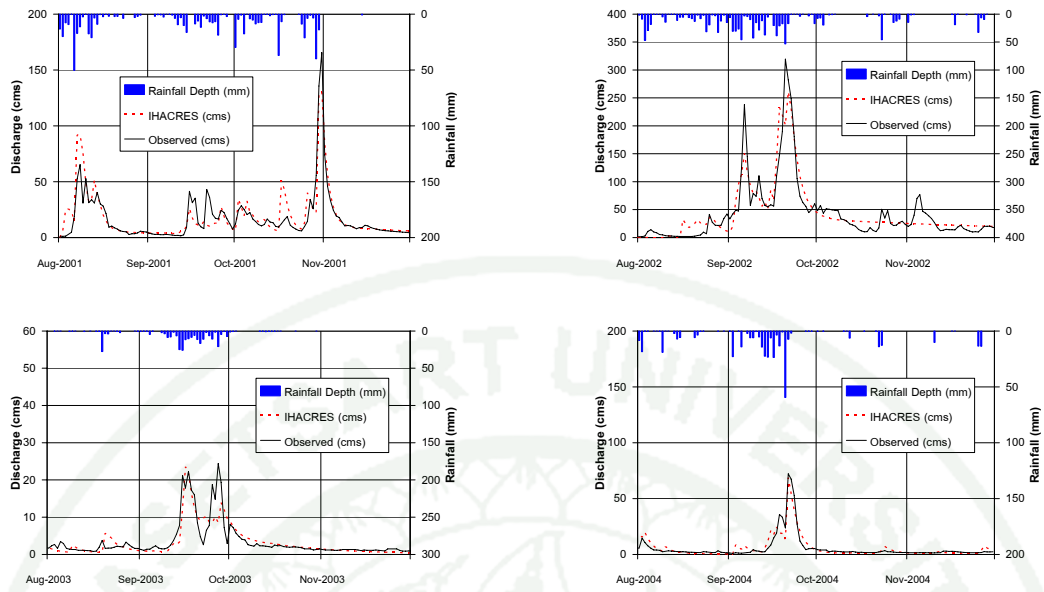 200
150
100
50
0
Discharge (cms)
0
50
100
150
200
Rainfall (mm)
Rainfall Depth (mm)
IHACRES (cms)
Observed (cms)
Aug-2001 Sep-2001 Oct-2001 Nov-2001
400
350
300
250
200
150
100
50
0
Discharge (cms)
0
50
100
150
200
250
300
350
400
Rainfall (mm)
Rainfall Depth (mm)
IHACRES (cms)
Observed (cms)
Aug-2002 Sep-2002 Oct-2002 Nov-2002
60
50
40
30
20
10
0
Discharge (cms)
0
50
100
150
200
250
300
Rainfall (mm)
Rainfall Depth (mm)
IHACRES (cms)
Observed (cms)
Aug-2003 Sep-2003 Oct-2003 Nov-2003
200
150
100
50
0
Discharge (cms)
0
50
100
150
200
Rainfall (mm)
Rainfall Depth (mm)
IHACRES (cms)
Observed (cms)
Aug-2004 Sep-2004 Oct-2004 Nov-2004